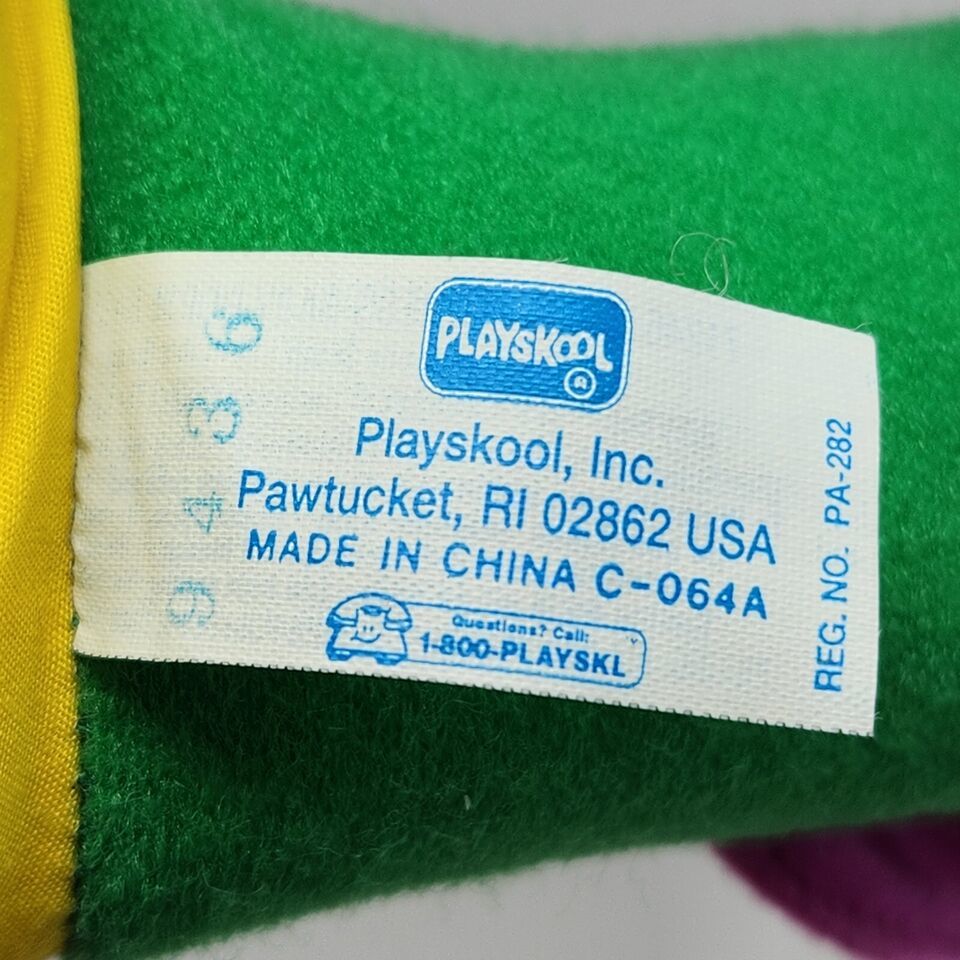 PLAYSKOOL
®
Playskool, Inc.
Pawtucket, RI 02862 USA
MADE IN CHINA C-064A
Questions? Call:
1-800-PLAYSKL
REG. NO. PA-282
9436